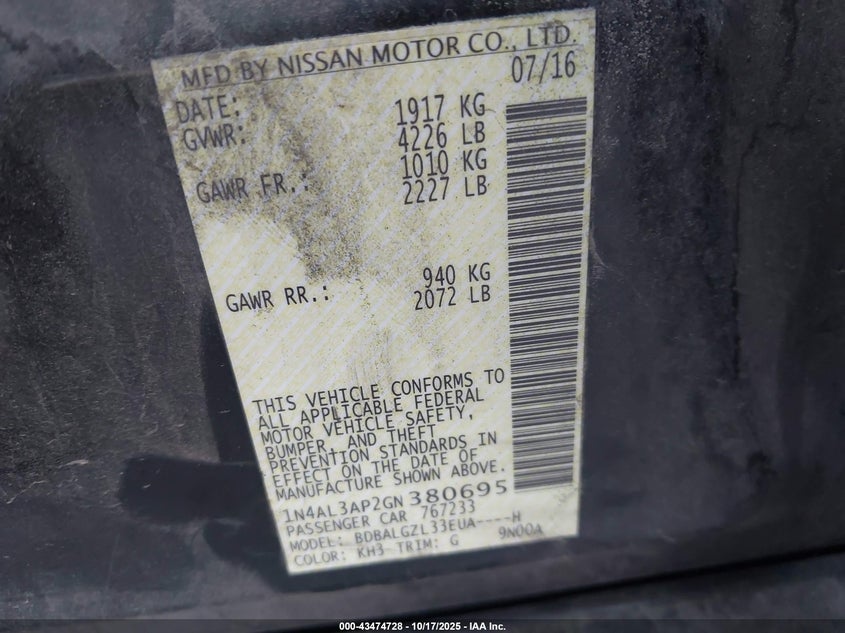 MFD BY NISSAN MOTOR CO., LTD.
DATE: 07/16
GVWR: 1917 KG
4226 LB
GAWR FR.: 1010 KG
2227 LB
GAWR RR.: 940 KG
2072 LB
THIS VEHICLE CONFORMS TO
ALL APPLICABLE FEDERAL
MOTOR VEHICLE SAFETY,
BUMPER, AND THEFT
PREVENTION STANDARDS IN
EFFECT ON THE DATE OF
MANUFACTURE SHOWN ABOVE.
1N4AL3AP2GN380695
PASSENGER CAR 767233
MODEL: BDBALGZL33EUA----H
COLOR: KH3 TRIM: G 9N00A
000-43474728 - 10/17/2025 - IAA Inc.